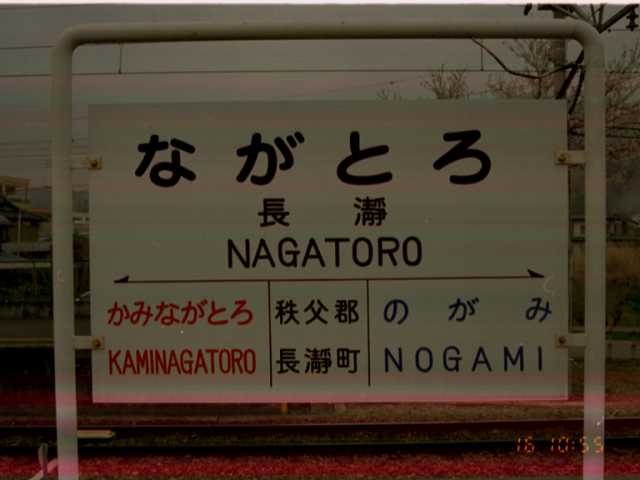 ながとろ
長瀞
NAGATORO
かみながとろ 秩父郡 のがみ
KAMINAGATORO 長瀞町 NOGAMI
16 10:55